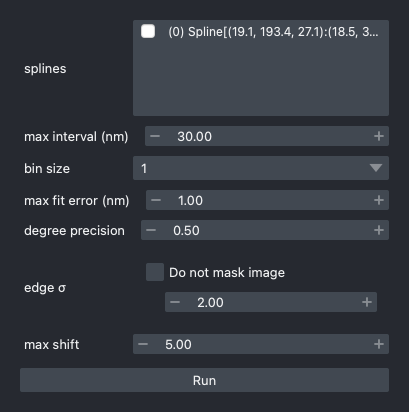 splines
(0) Spline[(19.1, 193.4, 27.1):(18.5, 3...
max interval (nm)
30.00
bin size
1
max fit error (nm)
1.00
degree precision
0.50
edge σ
Do not mask image
2.00
max shift
5.00
Run